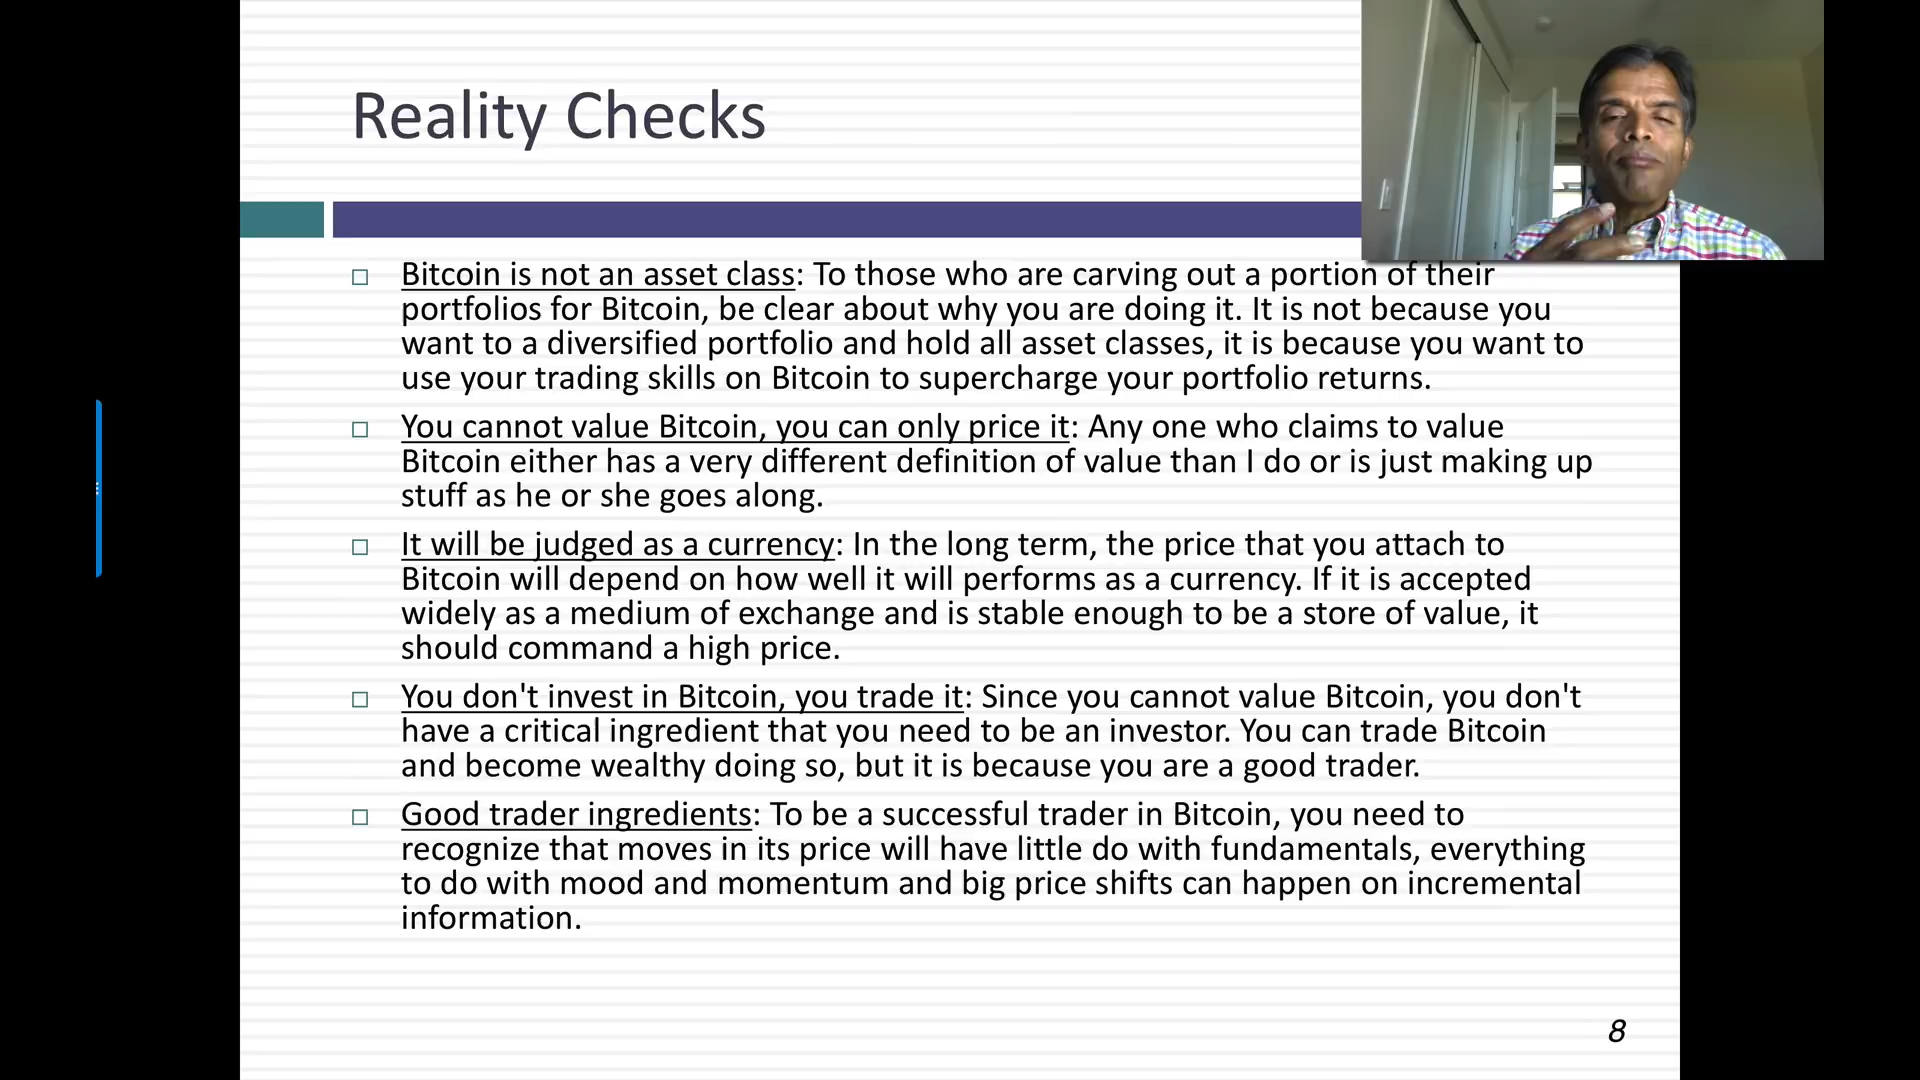 Reality Checks
Bitcoin is not an asset class: To those who are carving out a portion of their
portfolios for Bitcoin, be clear about why you are doing it. It is not because you
want to a diversified portfolio and hold all asset classes, it is because you want to
use your trading skills on Bitcoin to supercharge your portfolio returns.
You cannot value Bitcoin, you can only price it: Any one who claims to value
Bitcoin either has a very different definition of value than I do or is just making up
stuff as he or she goes along.
It will be judged as a currency: In the long term, the price that you attach to
Bitcoin will depend on how well it will performs as a currency. If it is accepted
widely as a medium of exchange and is stable enough to be a store of value, it
should command a high price.
You don't invest in Bitcoin, you trade it: Since you cannot value Bitcoin, you don't
have a critical ingredient that you need to be an investor. You can trade Bitcoin
and become wealthy doing so, but it is because you are a good trader.
Good trader ingredients: To be a successful trader in Bitcoin, you need to
recognize that moves in its price will have little do with fundamentals, everything
to do with mood and momentum and big price shifts can happen on incremental
information.
8